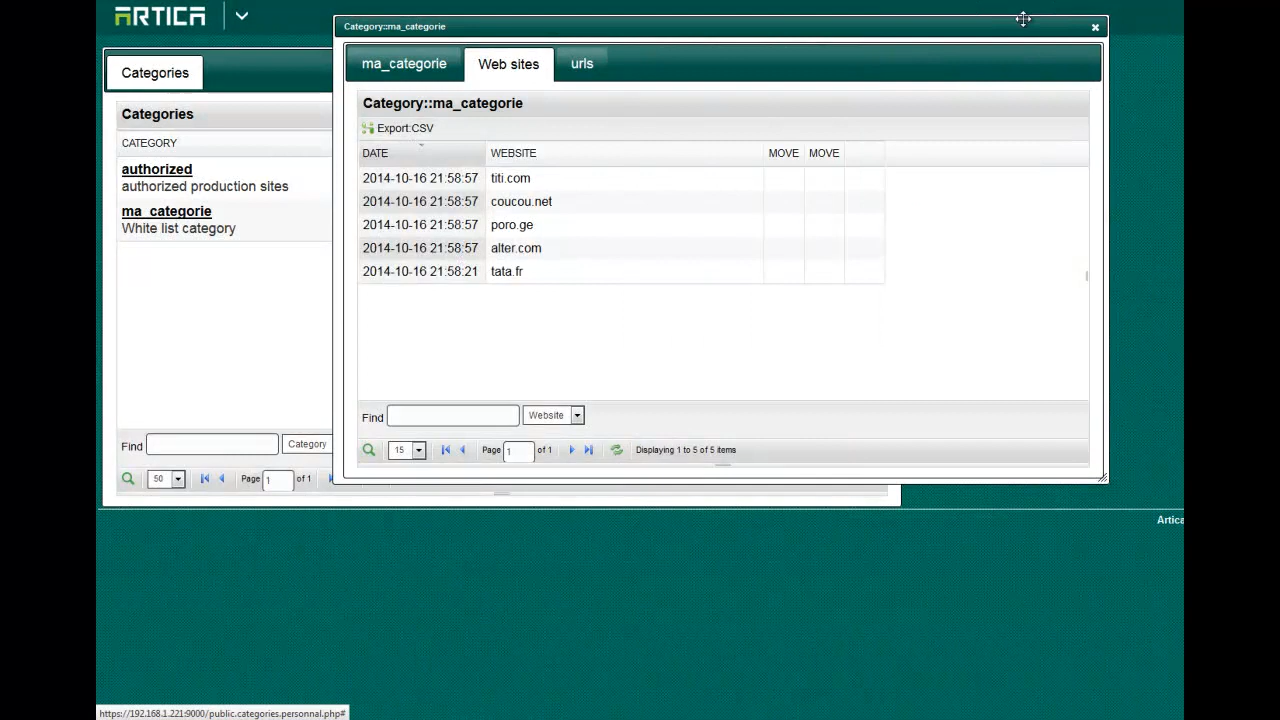 ARTICA
Category::ma_categorie
Categories
Categories
CATEGORY
authorized
authorized production sites
ma_categorie
White list category
Find
Category
50
Page 1 of 1
ma_categorie Web sites urls
Category::ma_categorie
Export:CSV
DATE WEBSITE MOVE MOVE
2014-10-16 21:58:57 titi.com
2014-10-16 21:58:57 coucou.net
2014-10-16 21:58:57 poro.ge
2014-10-16 21:58:57 alter.com
2014-10-16 21:58:21 tata.fr
Find Website
15 Page 1 of 1 Displaying 1 to 5 of 5 items
Artica
https://192.168.1.221:9000/public.categories.personnal.php#